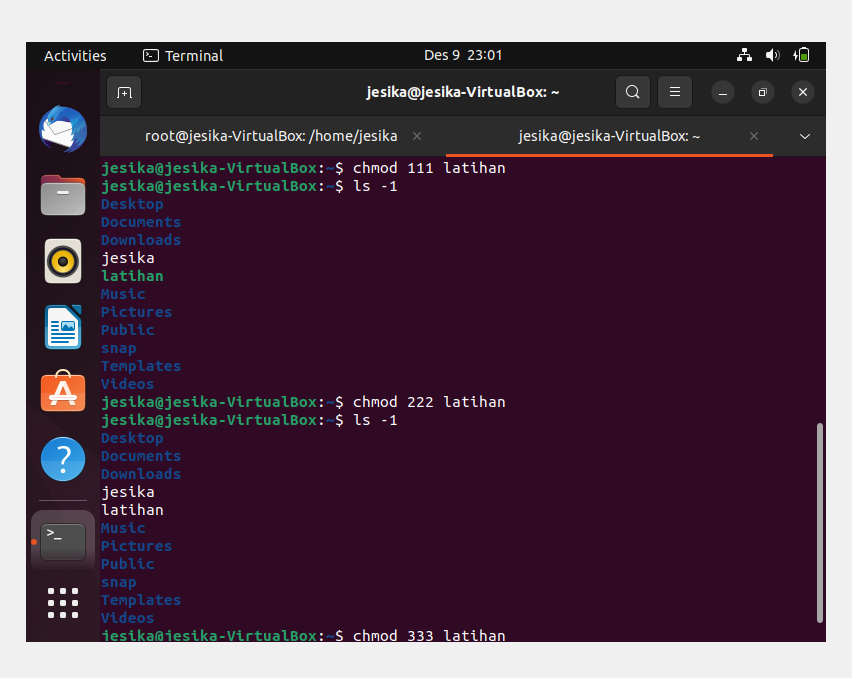 Activities Terminal Des 9 23:01
jesika@jesika-VirtualBox: ~
root@jesika-VirtualBox: /home/jesika jesika@jesika-VirtualBox: ~
jesika@jesika-VirtualBox:~$ chmod 111 latihan
jesika@jesika-VirtualBox:~$ ls -1
Desktop
Documents
Downloads
jesika
latihan
Music
Pictures
Public
snap
Templates
Videos
jesika@jesika-VirtualBox:~$ chmod 222 latihan
jesika@jesika-VirtualBox:~$ ls -1
Desktop
Documents
Downloads
jesika
latihan
Music
Pictures
Public
snap
Templates
Videos
jesika@jesika-VirtualBox:~$ chmod 333 latihan